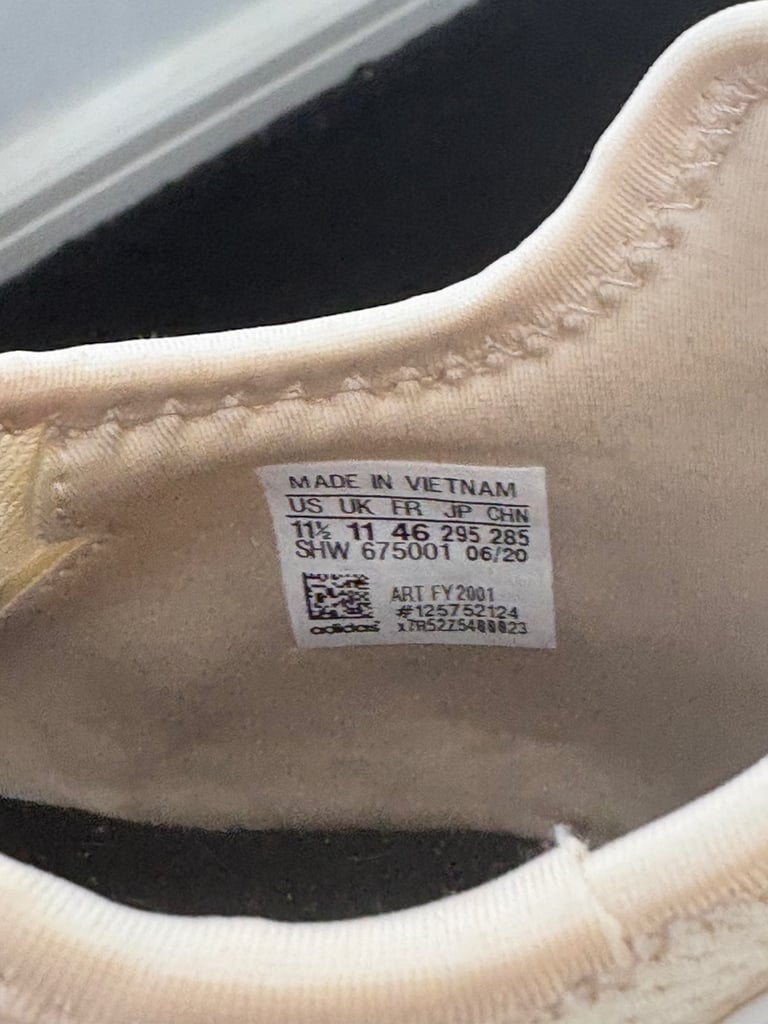 MADE IN VIETNAM
US UK FR JP CHN
11½ 11 46 295 285
SHW 675001 06/20
ART FY2001
#125752124
adidas